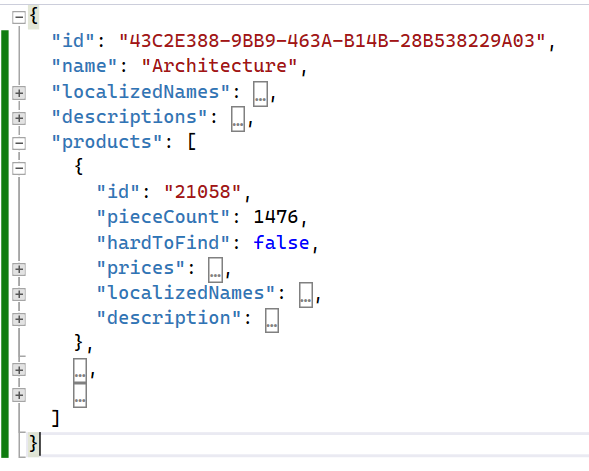 {
"id": "43C2E388-9BB9-463A-B14B-28B538229A03",
"name": "Architecture",
"localizedNames": ...,
"descriptions": ...,
"products": [
{
"id": "21058",
"pieceCount": 1476,
"hardToFind": false,
"prices": ...,
"localizedNames": ...,
"description": ...
},
...,
...
]
}